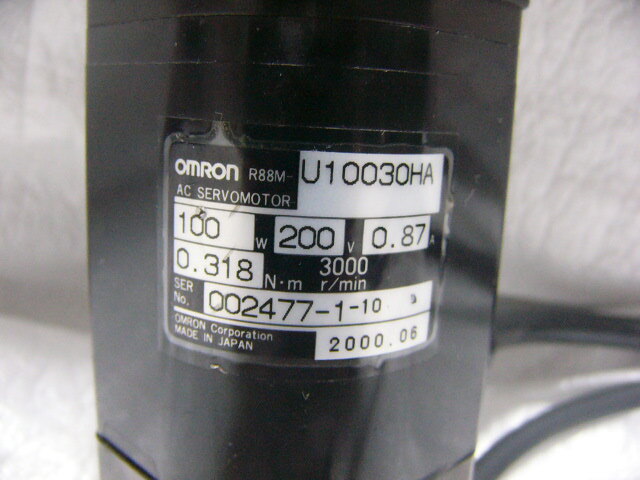 OMRON R88M-U10030HA
AC SERVOMOTOR
100 W 200 V 0.87 A
0.318 N·m 3000 r/min
SER No. 002477-1-10
OMRON Corporation
MADE IN JAPAN
2000.06